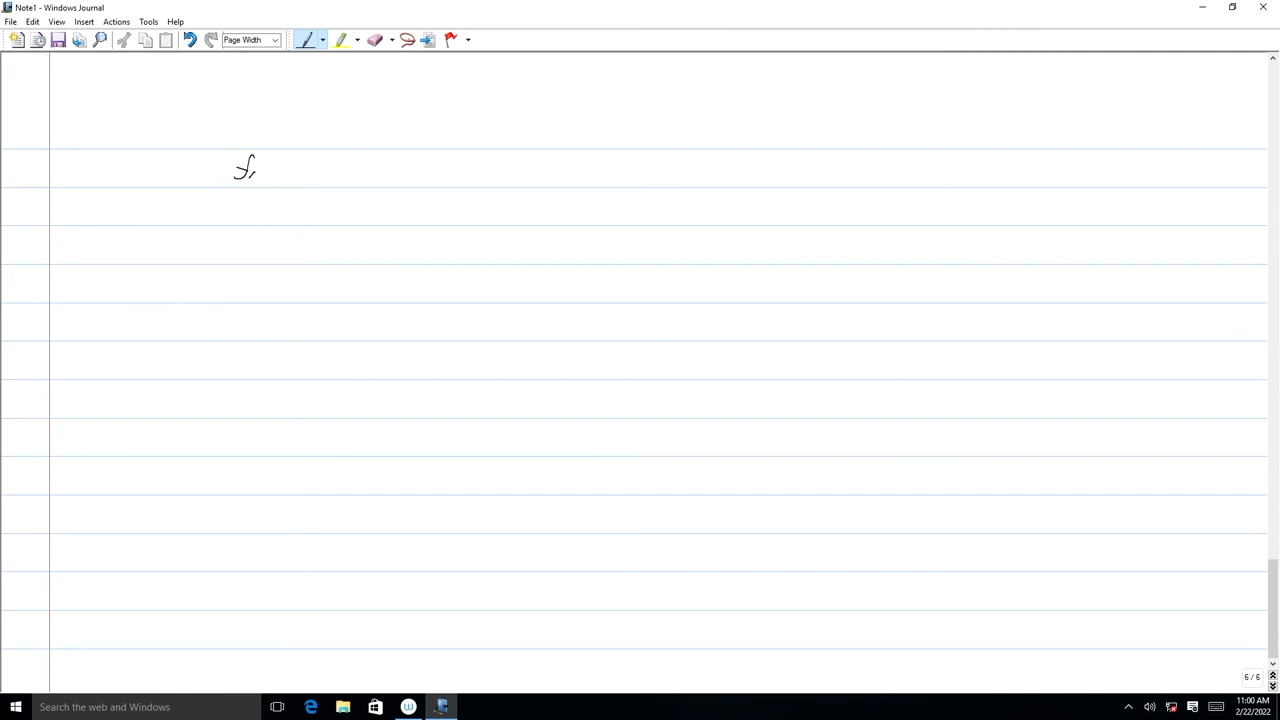 Note1 - Windows Journal
File Edit View Insert Actions Tools Help
Page Width
f
6 / 6
Search the web and Windows
11:00 AM
2/22/2022